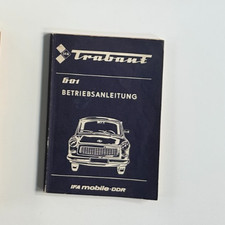 Trabant
601
BETRIEBSANLEITUNG
IFA mobile-DDR